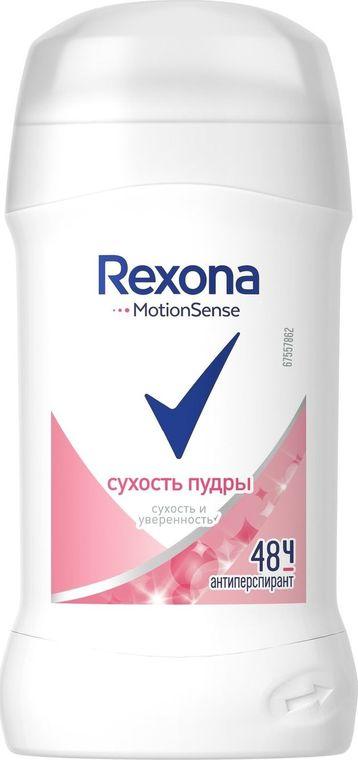 Rexona
MotionSense
67557862
сухость пудры
сухость и
уверенность
48ч
антиперспирант